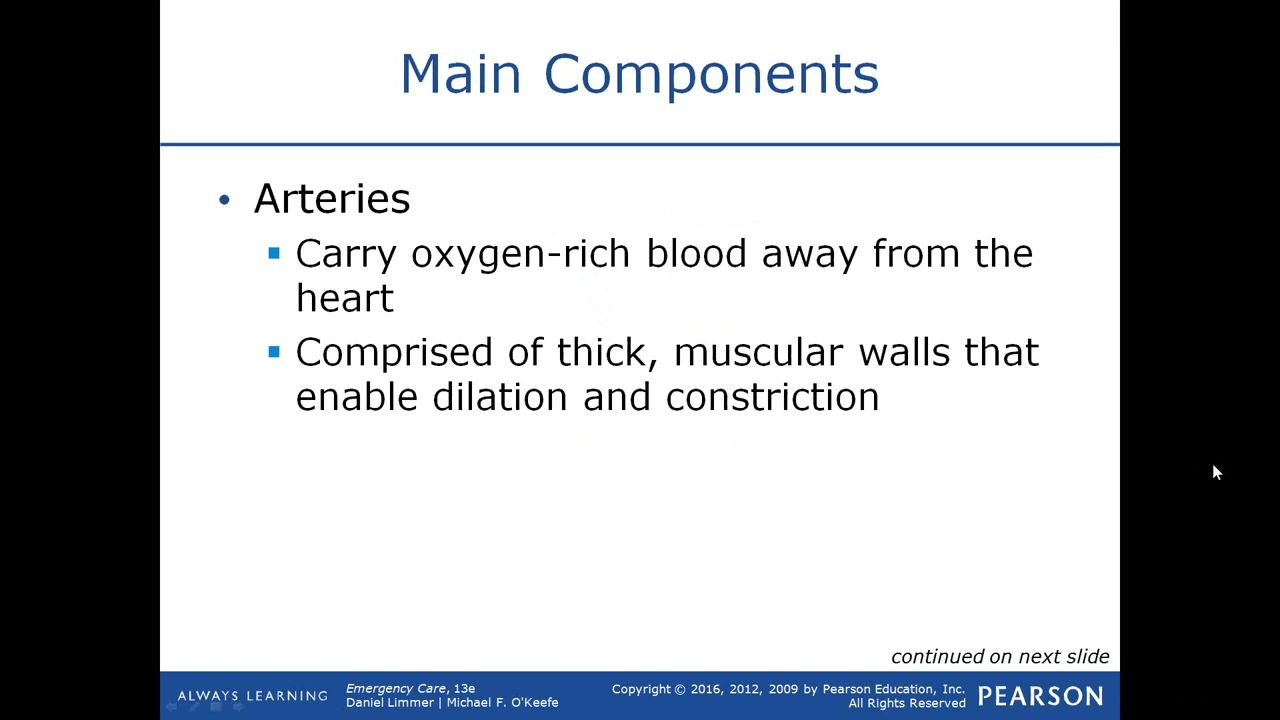 Main Components
• Arteries
▪ Carry oxygen-rich blood away from the
heart
▪ Comprised of thick, muscular walls that
enable dilation and constriction
continued on next slide
ALWAYS LEARNING
Emergency Care, 13e
Daniel Limmer | Michael F. O'Keefe
Copyright © 2016, 2012, 2009 by Pearson Education, Inc.
All Rights Reserved
PEARSON